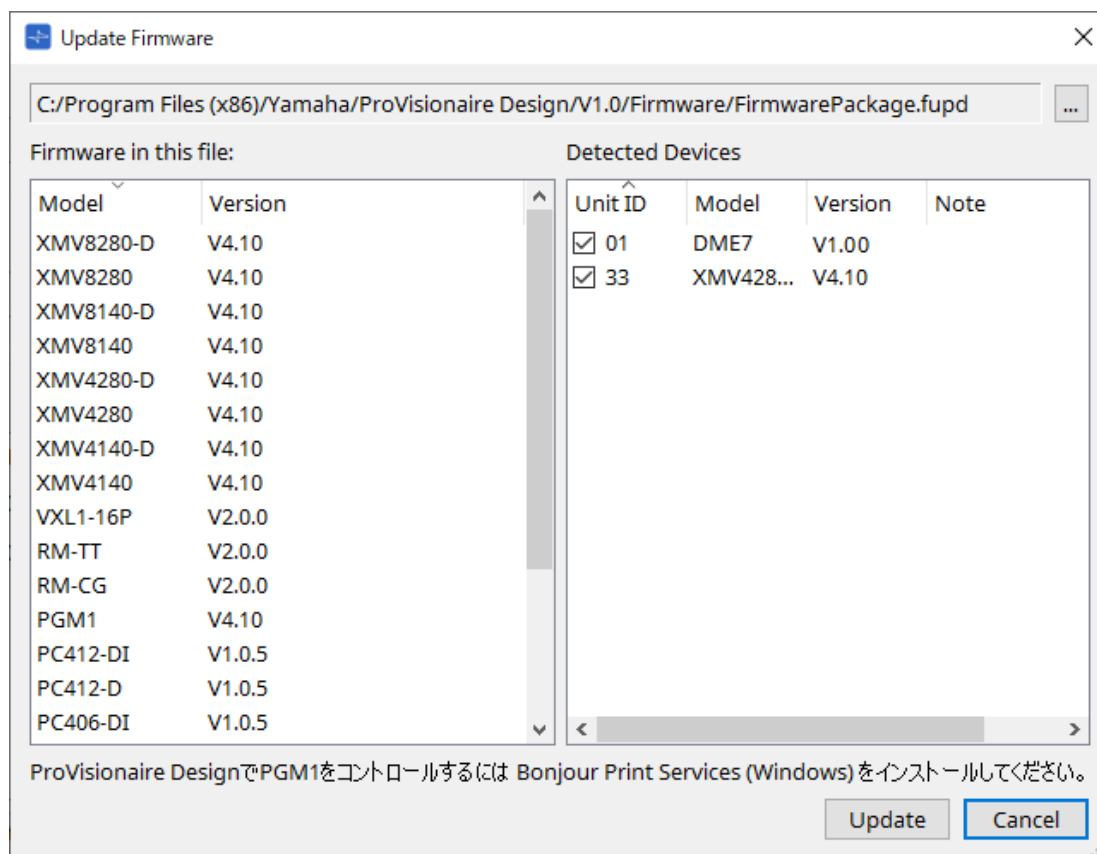 Update Firmware
C:/Program Files (x86)/Yamaha/ProVisionaire Design/V1.0/Firmware/FirmwarePackage.fupd
...
Firmware in this file:
Model Version
XMV8280-D V4.10
XMV8280 V4.10
XMV8140-D V4.10
XMV8140 V4.10
XMV4280-D V4.10
XMV4280 V4.10
XMV4140-D V4.10
XMV4140 V4.10
VXL1-16P V2.0.0
RM-TT V2.0.0
RM-CG V2.0.0
PGM1 V4.10
PC412-DI V1.0.5
PC412-D V1.0.5
PC406-DI V1.0.5
Detected Devices
Unit ID Model Version Note
01 DME7 V1.00
33 XMV428... V4.10
ProVisionaire DesignでPGM1をコントロールするには Bonjour Print Services (Windows) をインストールしてください。
Update Cancel